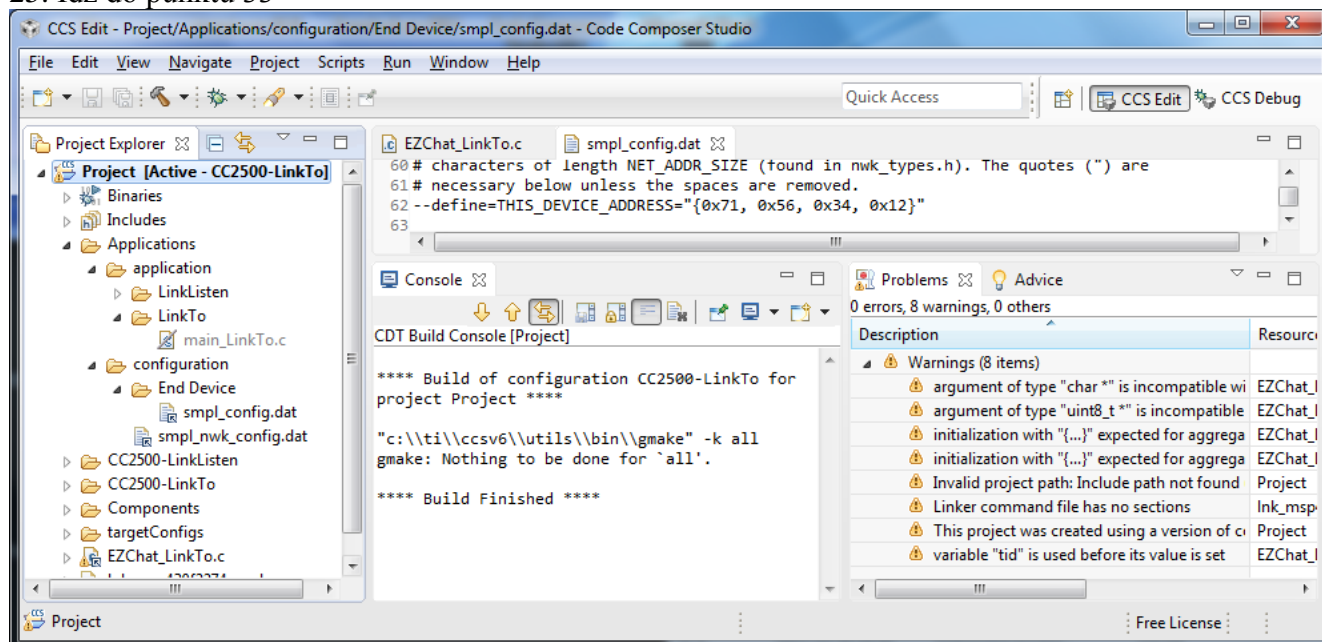 CCS Edit - Project/Applications/configuration/End Device/smpl_config.dat - Code Composer Studio
File Edit View Navigate Project Scripts Run Window Help
Quick Access
CCS Edit
CCS Debug
Project Explorer
Project [Active - CC2500-LinkTo]
Binaries
Includes
Applications
application
LinkListen
LinkTo
main_LinkTo.c
configuration
End Device
smpl_config.dat
smpl_nwk_config.dat
CC2500-LinkListen
CC2500-LinkTo
Components
targetConfigs
EZChat_LinkTo.c
EZChat_LinkTo.c
smpl_config.dat
60 # characters of length NET_ADDR_SIZE (found in nwk_types.h). The quotes (") are
61 # necessary below unless the spaces are removed.
62 --define=THIS_DEVICE_ADDRESS="{0x71, 0x56, 0x34, 0x12}"
63
Console
CDT Build Console [Project]
**** Build of configuration CC2500-LinkTo for
project Project ****
"c:\\ti\\ccsv6\\utils\\bin\\gmake" -k all
gmake: Nothing to be done for `all'.
**** Build Finished ****
Problems
Advice
0 errors, 8 warnings, 0 others
Description Resource
Warnings (8 items)
argument of type "char *" is incompatible wi EZChat_l
argument of type "uint8_t *" is incompatible EZChat_l
initialization with "{...}" expected for aggrega EZChat_l
initialization with "{...}" expected for aggrega EZChat_l
Invalid project path: Include path not found Project
Linker command file has no sections lnk_msp
This project was created using a version of Project
variable "tid" is used before its value is set EZChat_l
Project
Free License